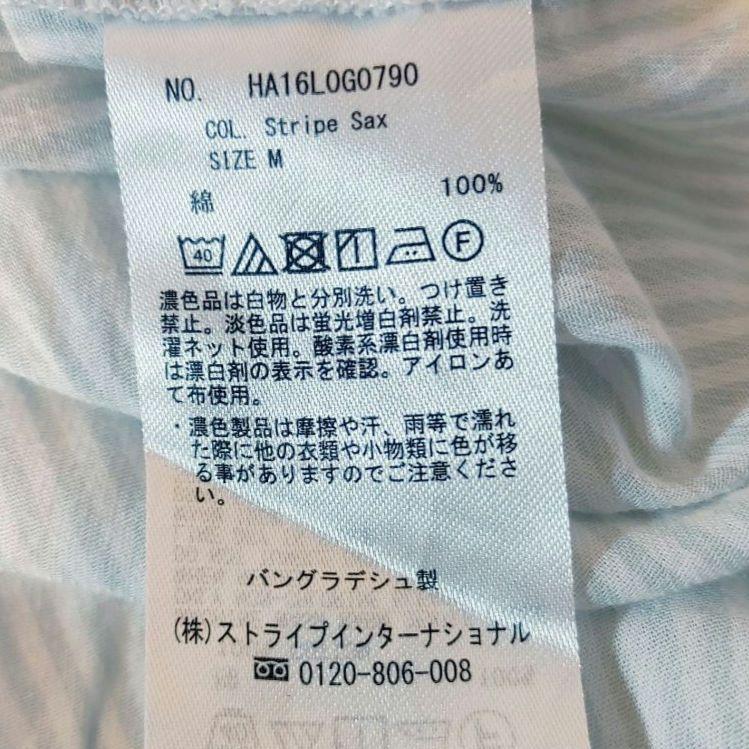 NO. HA16L0G0790
COL. Stripe Sax
SIZE M
綿 100%
40 F
濃色品は白物と分別洗い。つけ置き
禁止。淡色品は蛍光増白剤禁止。洗
濯ネット使用。酸素系漂白剤使用時
は漂白剤の表示を確認。アイロンあ
て布使用。
・濃色製品は摩擦や汗、雨等で濡れ
た際に他の衣類や小物類に色が移
る事がありますのでご注意くださ
い。
バングラデシュ製
(株)ストライプインターナショナル
0120-806-008